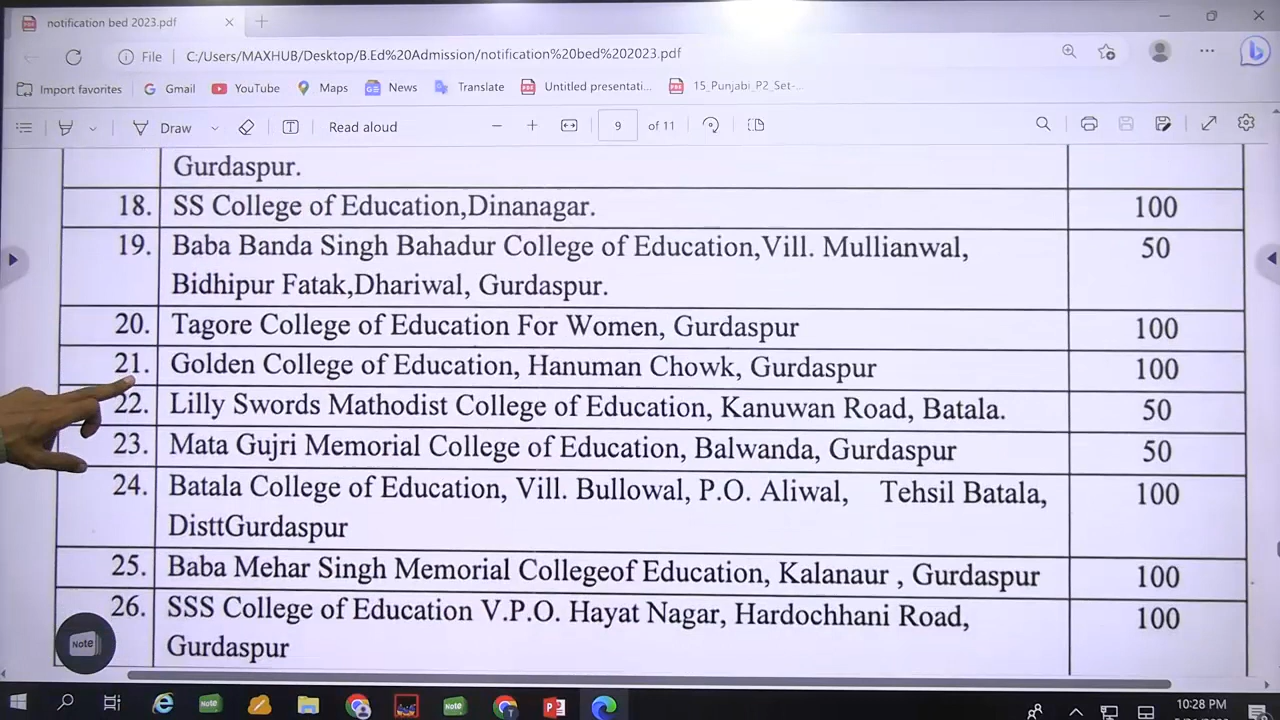 notification bed 2023.pdf
File C:/Users/MAXHUB/Desktop/B.Ed%20Admission/notification%20bed%202023.pdf
Import favorites Gmail YouTube Maps News Translate Untitled presentati... 15_Punjabi_P2_Set-...
Draw Read aloud 9 of 11
Gurdaspur.
18. SS College of Education,Dinanagar. 100
19. Baba Banda Singh Bahadur College of Education,Vill. Mullianwal, 50
Bidhipur Fatak,Dhariwal, Gurdaspur.
20. Tagore College of Education For Women, Gurdaspur 100
21. Golden College of Education, Hanuman Chowk, Gurdaspur 100
22. Lilly Swords Mathodist College of Education, Kanuwan Road, Batala. 50
23. Mata Gujri Memorial College of Education, Balwanda, Gurdaspur 50
24. Batala College of Education, Vill. Bullowal, P.O. Aliwal, Tehsil Batala, 100
DisttGurdaspur
25. Baba Mehar Singh Memorial Collegeof Education, Kalanaur , Gurdaspur 100
26. SSS College of Education V.P.O. Hayat Nagar, Hardochhani Road, 100
Gurdaspur
Note
Note Note
10:28 PM